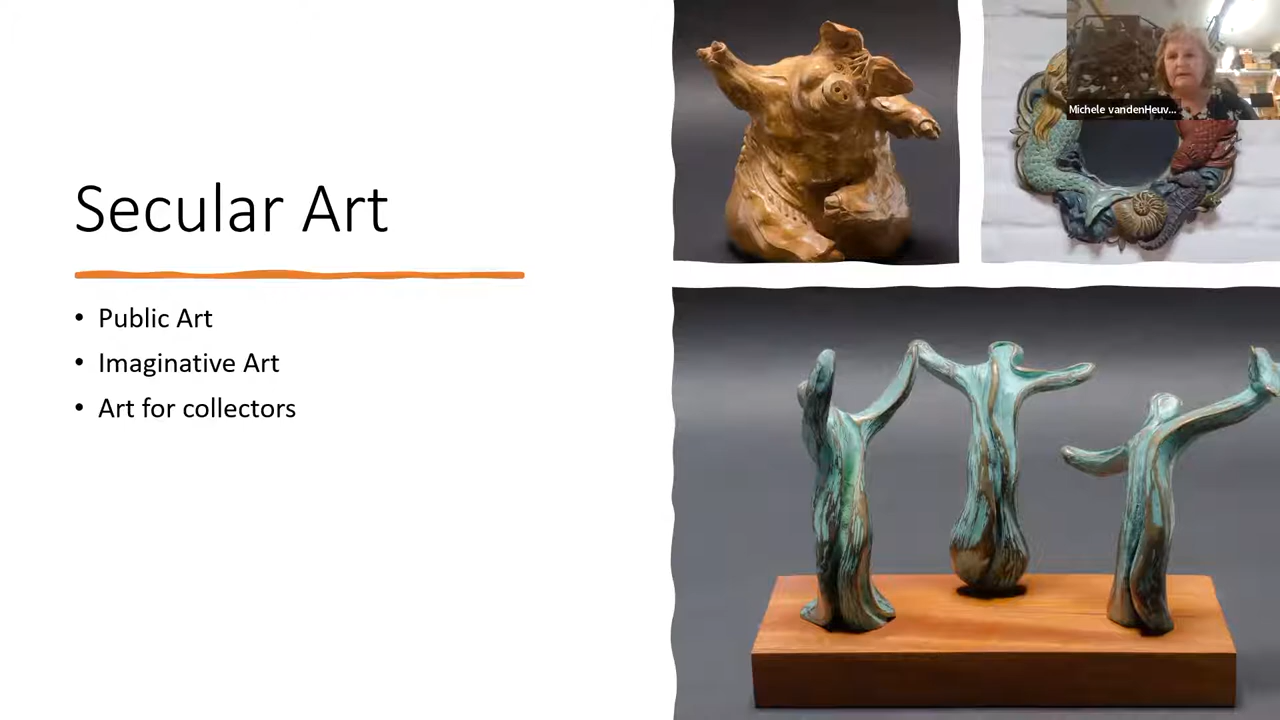 Secular Art
• Public Art
• Imaginative Art
• Art for collectors
Michele vandenHeuv...